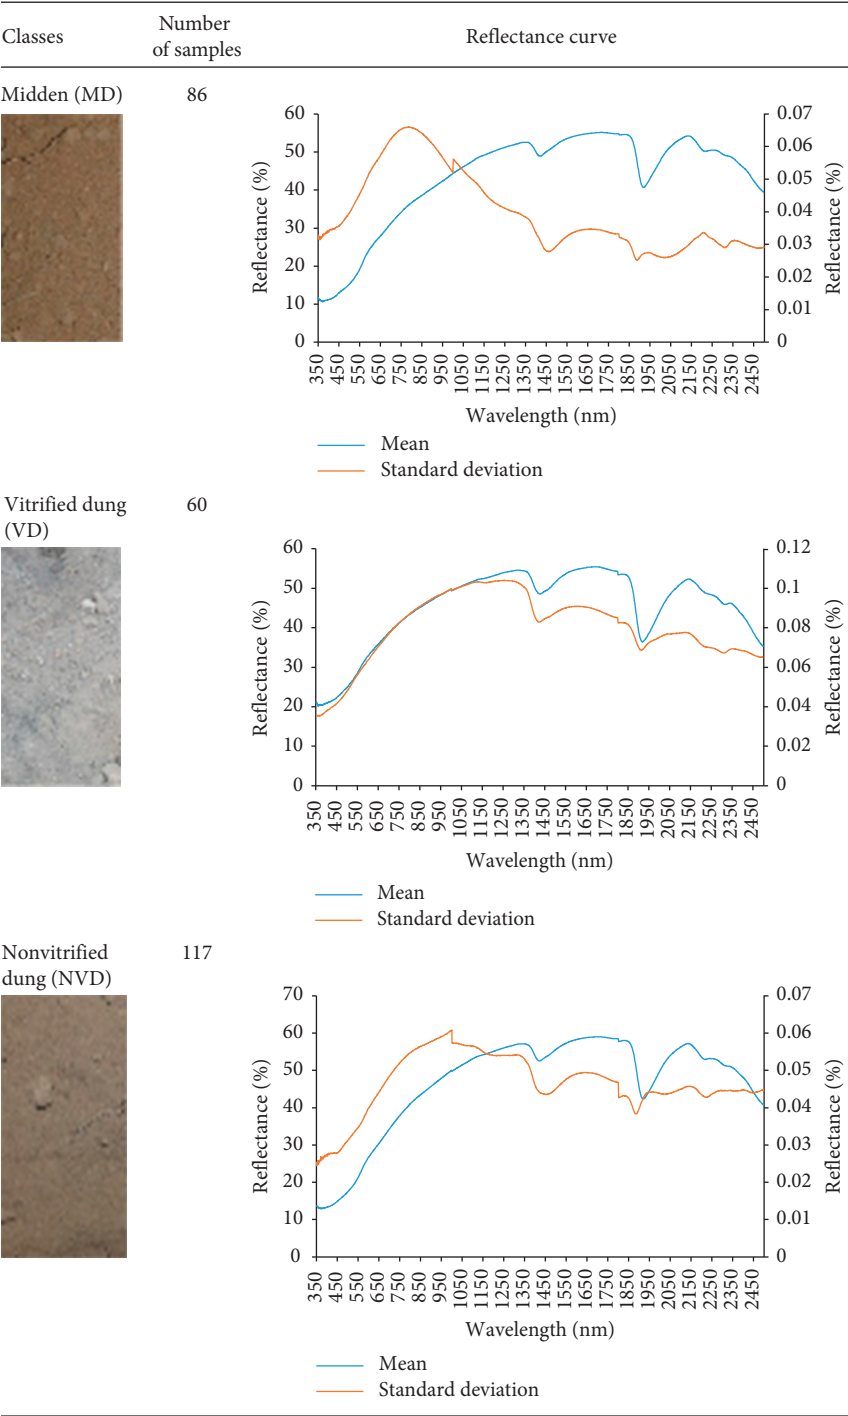 Classes
Number
of samples
Reflectance curve
Midden (MD)
86
60
50
40
30
20
10
0
Reflectance (%)
0.07
0.06
0.05
0.04
0.03
0.02
0.01
0
Reflectance (%)
350 450 550 650 750 850 950 1050 1150 1250 1350 1450 1550 1650 1750 1850 1950 2050 2150 2250 2350 2450
Wavelength (nm)
Mean
Standard deviation
Vitrified dung
(VD)
60
60
50
40
30
20
10
0
Reflectance (%)
0.12
0.1
0.08
0.06
0.04
0.02
0
Reflectance (%)
350 450 550 650 750 850 950 1050 1150 1250 1350 1450 1550 1650 1750 1850 1950 2050 2150 2250 2350 2450
Wavelength (nm)
Mean
Standard deviation
Nonvitrified
dung (NVD)
117
70
60
50
40
30
20
10
0
Reflectance (%)
0.07
0.06
0.05
0.04
0.03
0.02
0.01
0
Reflectance (%)
350 450 550 650 750 850 950 1050 1150 1250 1350 1450 1550 1650 1750 1850 1950 2050 2150 2250 2350 2450
Wavelength (nm)
Mean
Standard deviation